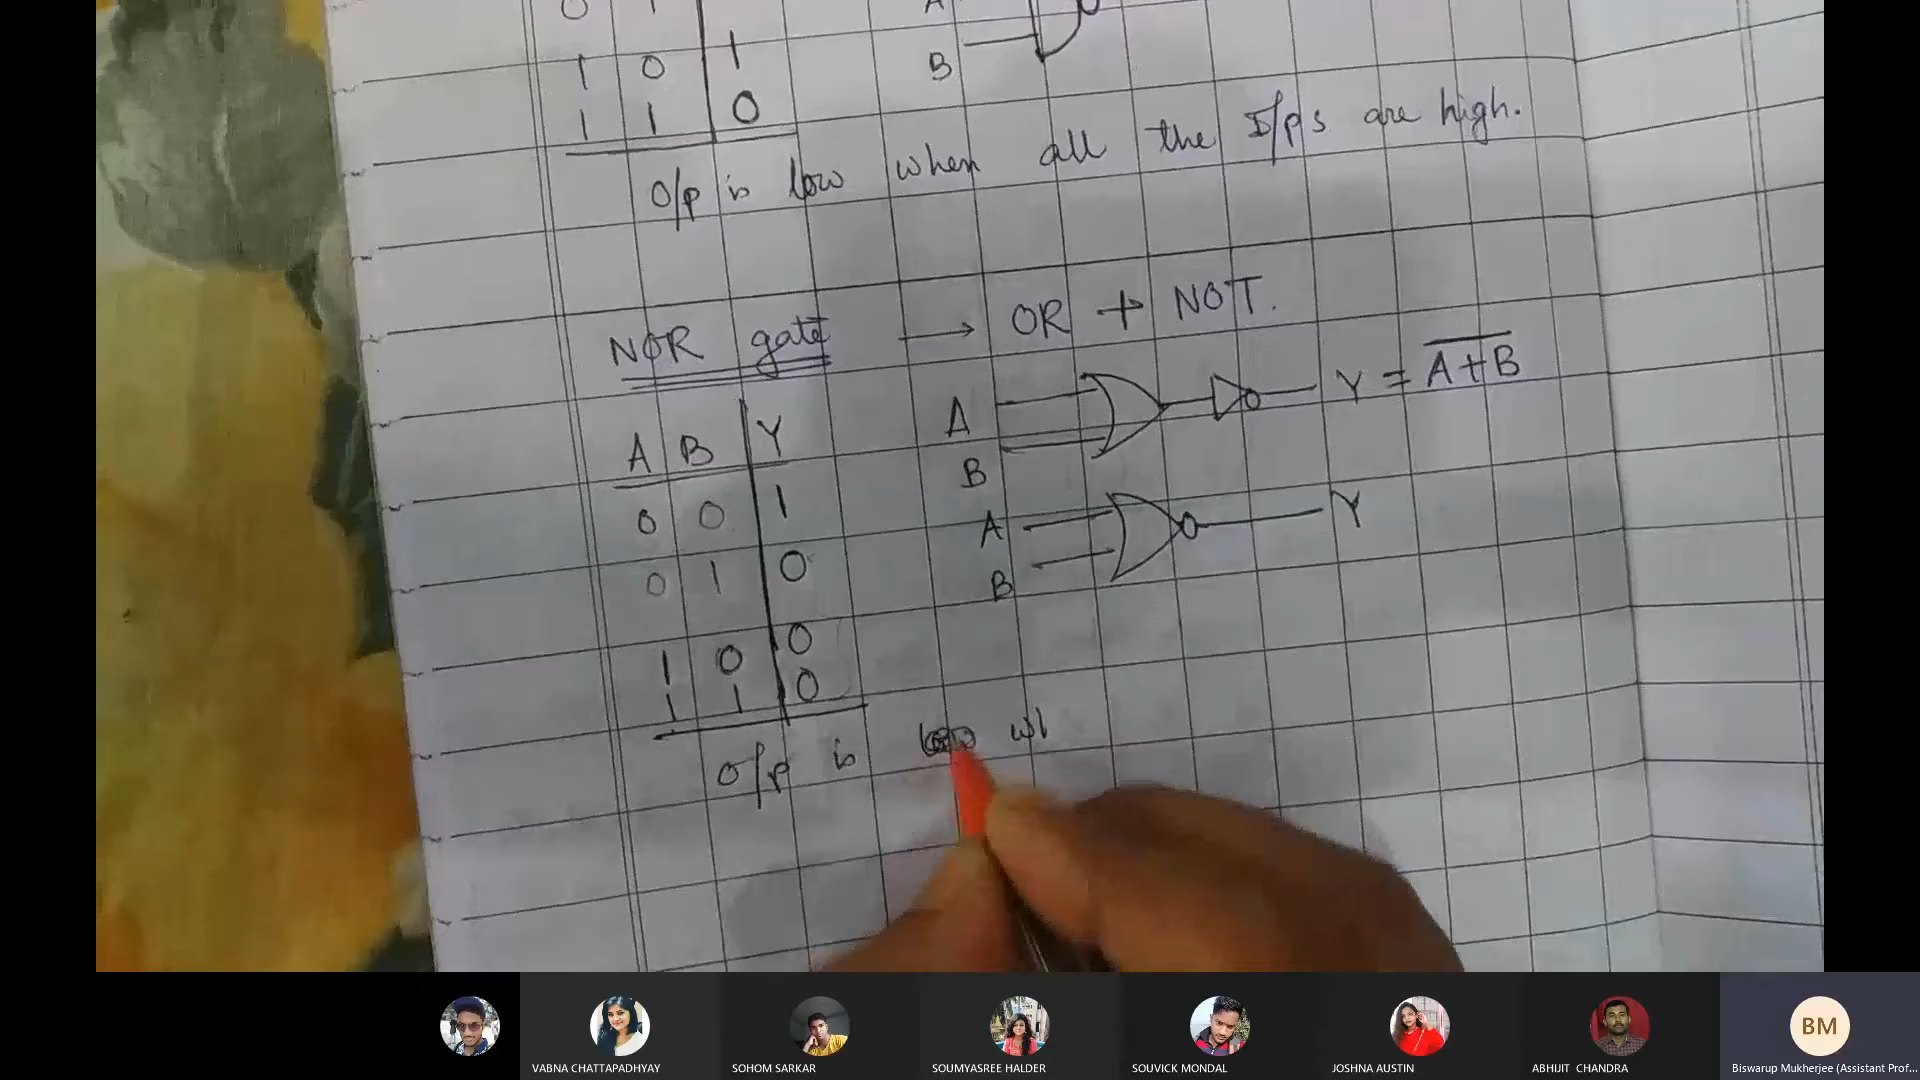 0 1
A
1 0 1
B
1 1 0
O/p is low when all the I/ps are high.
NOR gate → OR + NOT.
A B Y
A
B
Y = A+B
0 0 1
A
B
Y
0 1 0
1 0 0
1 1 0
O/p is
VABNA CHATTAPADHYAY
SOHOM SARKAR
SOUMYASREE HALDER
SOUVICK MONDAL
JOSHNA AUSTIN
ABHIJIT CHANDRA
BM
Biswarup Mukherjee (Assistant Prof...